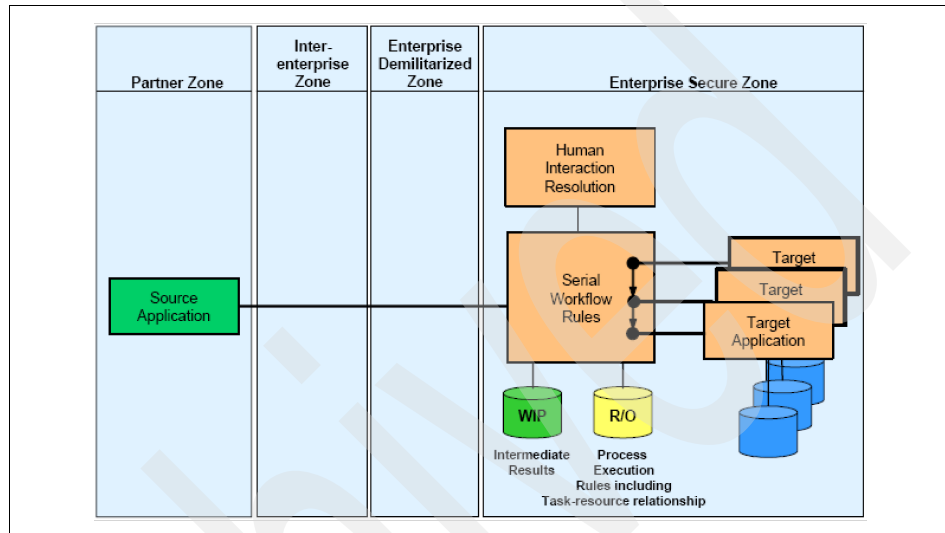 Partner Zone
Inter-
enterprise
Zone
Enterprise
Demilitarized
Zone
Enterprise Secure Zone
Human
Interaction
Resolution
Source
Application
Serial
Workflow
Rules
Target
Target
Target
Application
WIP
R/O
Intermediate
Results
Process
Execution
Rules including
Task-resource relationship